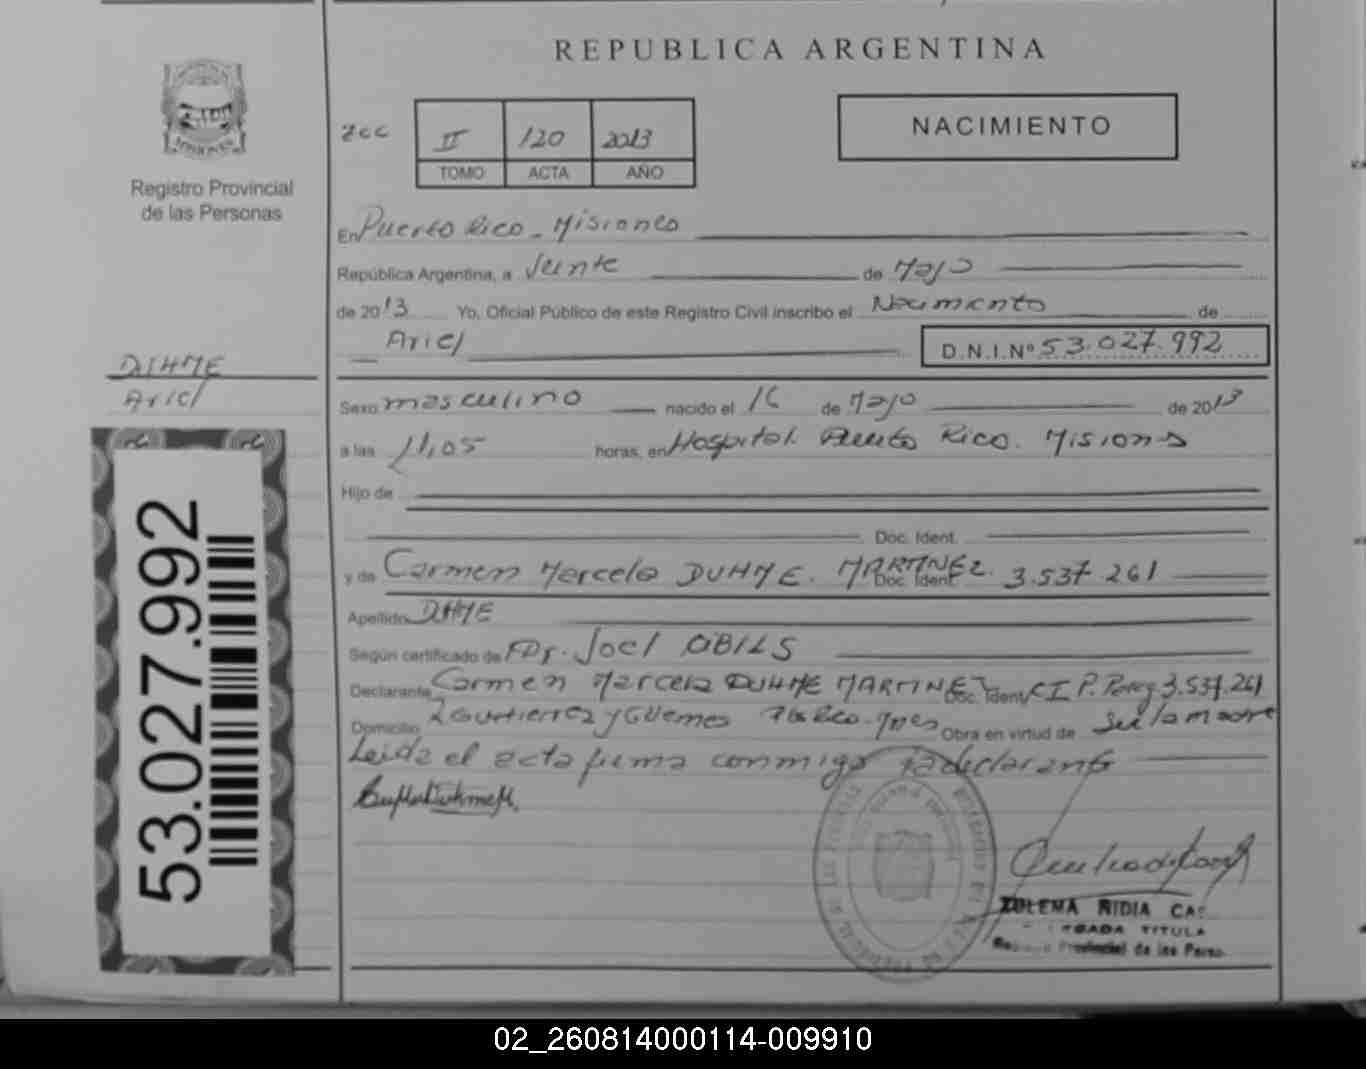 REPUBLICA ARGENTINA
Registro Provincial
de las Personas
zcc II 120 2013
TOMO ACTA AÑO
NACIMIENTO
En Puerto Rico - Misiones
República Argentina, a Veinte de Mayo
de 2013 Yo, Oficial Público de este Registro Civil inscribo el Nacimiento de
Ariel
D.N.I.Nº 53.027.992
DUHME
Ariel
Sexo masculino nacido el 16 de Mayo de 2013
a las 11,05 horas, en Hospital Puerto Rico. Misiones
Hijo de
Doc. Ident.
y de Carmen Marcela DUHME. MARTINEZ. Doc. Ident. 3.537.261
Apellido DUHME
Según certificado de Joel OBILS
Declarante Carmen Marcela DUHME MARTINEZ Doc. Ident. CI P. 3.537.261
Domicilio y Güemes Obra en virtud de Ser la madre
Leida el acta firma conmigo la declarante
53.027.992
ZULEMA NIDIA
TITULA
de las Perso
02_260814000114-009910